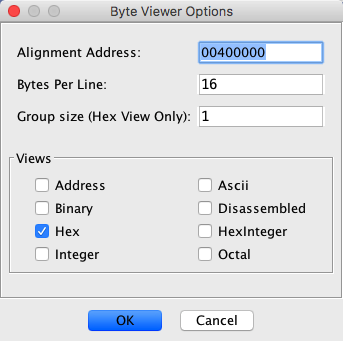 Byte Viewer Options
Alignment Address: 00400000
Bytes Per Line: 16
Group size (Hex View Only): 1
Views
Address Ascii
Binary Disassembled
Hex HexInteger
Integer Octal
OK Cancel